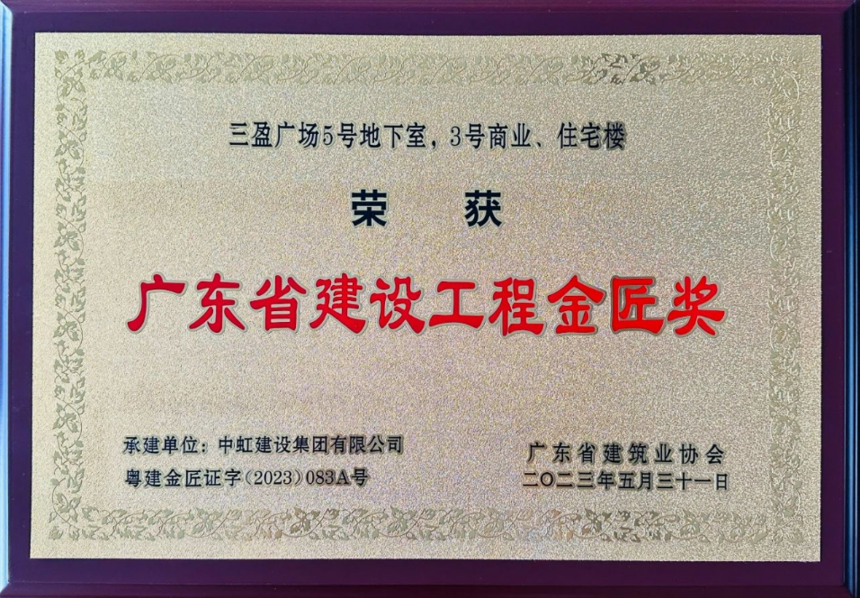 三盈广场5号地下室，3号商业、住宅楼
荣 获
广东省建设工程金匠奖
承建单位：中虹建设集团有限公司
粤建金匠证字(2023)083A号
广东省建筑业协会
二〇二三年五月三十一日